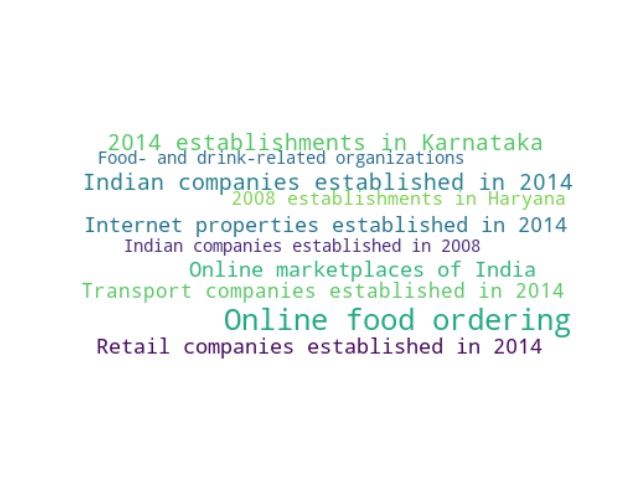 2014 establishments in Karnataka
Food- and drink-related organizations
Indian companies established in 2014
2008 establishments in Haryana
Internet properties established in 2014
Indian companies established in 2008
Online marketplaces of India
Transport companies established in 2014
Online food ordering
Retail companies established in 2014